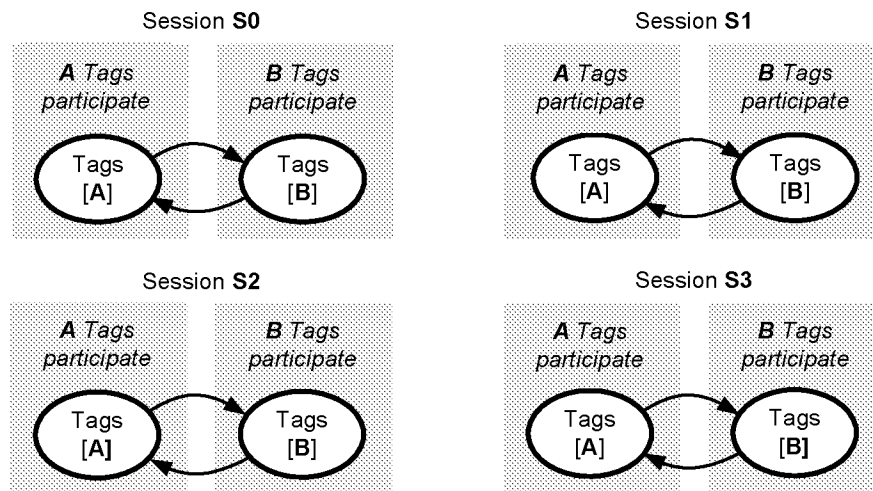 Session S0
A Tags participate
B Tags participate
Tags [A]
Tags [B]
Session S1
A Tags participate
B Tags participate
Tags [A]
Tags [B]
Session S2
A Tags participate
B Tags participate
Tags [A]
Tags [B]
Session S3
A Tags participate
B Tags participate
Tags [A]
Tags [B]